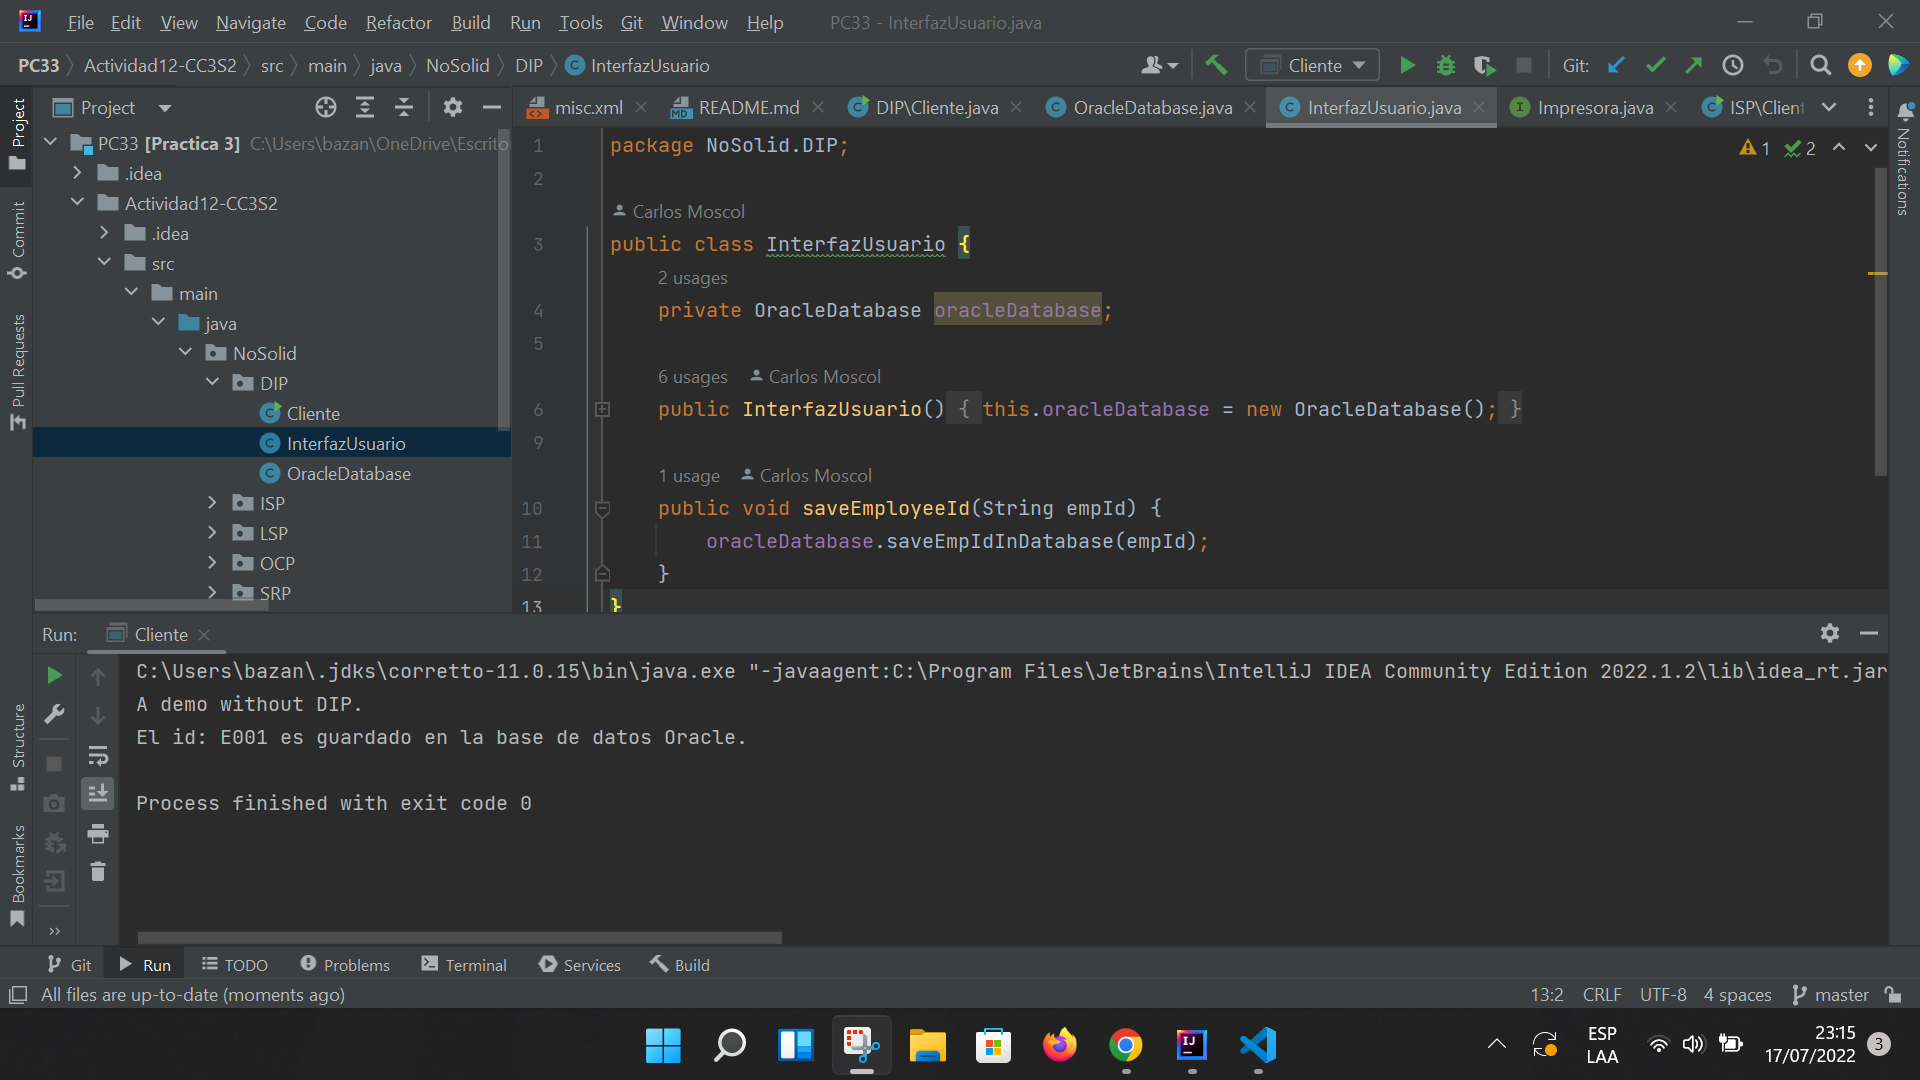 File Edit View Navigate Code Refactor Build Run Tools Git Window Help PC33 - InterfazUsuario.java
PC33 Actividad12-CC3S2 src main java NoSolid DIP InterfazUsuario Cliente Git:
Project
misc.xml README.md DIP\Cliente.java OracleDatabase.java InterfazUsuario.java Impresora.java ISP\Client
Project
Commit
Pull Requests
Structure
Bookmarks
Notifications
PC33 [Practica 3] C:\Users\bazan\OneDrive\Escrito
.idea
Actividad12-CC3S2
.idea
src
main
java
NoSolid
DIP
Cliente
InterfazUsuario
OracleDatabase
ISP
LSP
OCP
SRP
1 package NoSolid.DIP;
1 2
2
Carlos Moscol
3 public class InterfazUsuario {
2 usages
4 private OracleDatabase oracleDatabase;
5
6 usages Carlos Moscol
6 public InterfazUsuario() { this.oracleDatabase = new OracleDatabase(); }
9
1 usage Carlos Moscol
10 public void saveEmployeeId(String empId) {
11 oracleDatabase.saveEmpIdInDatabase(empId);
12 }
13 }
Run: Cliente
C:\Users\bazan\.jdks\corretto-11.0.15\bin\java.exe "-javaagent:C:\Program Files\JetBrains\IntelliJ IDEA Community Edition 2022.1.2\lib\idea_rt.jar
A demo without DIP.
El id: E001 es guardado en la base de datos Oracle.
Process finished with exit code 0
Git Run TODO Problems Terminal Services Build
All files are up-to-date (moments ago) 13:2 CRLF UTF-8 4 spaces master
ESP
LAA
23:15
17/07/2022
3